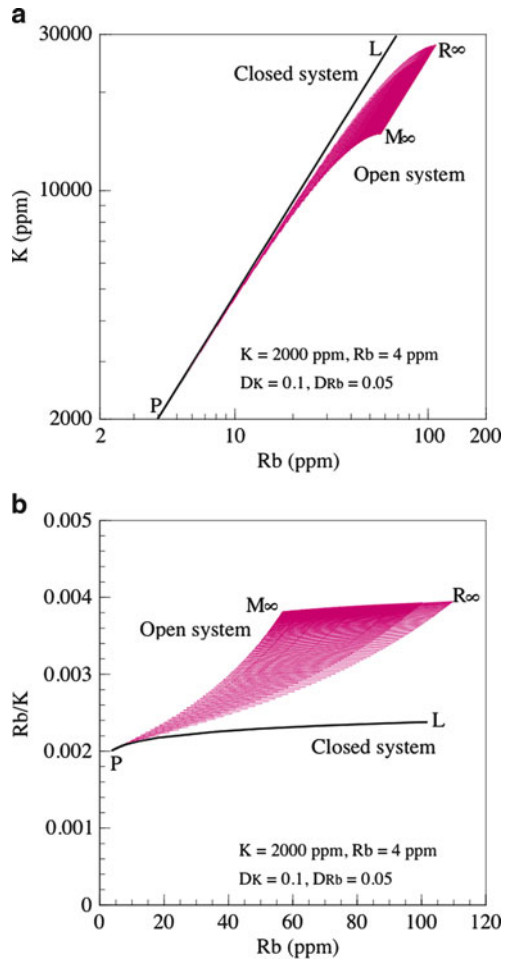 a
30000
10000
2000
K (ppm)
L
R∞
Closed system
M∞
Open system
K = 2000 ppm, Rb = 4 ppm
DK = 0.1, DRb = 0.05
P
2
10
100
200
Rb (ppm)
b
0.005
0.004
0.003
0.002
0.001
0
Rb/K
M∞
R∞
Open system
L
Closed system
P
K = 2000 ppm, Rb = 4 ppm
DK = 0.1, DRb = 0.05
0
20
40
60
80
100
120
Rb (ppm)